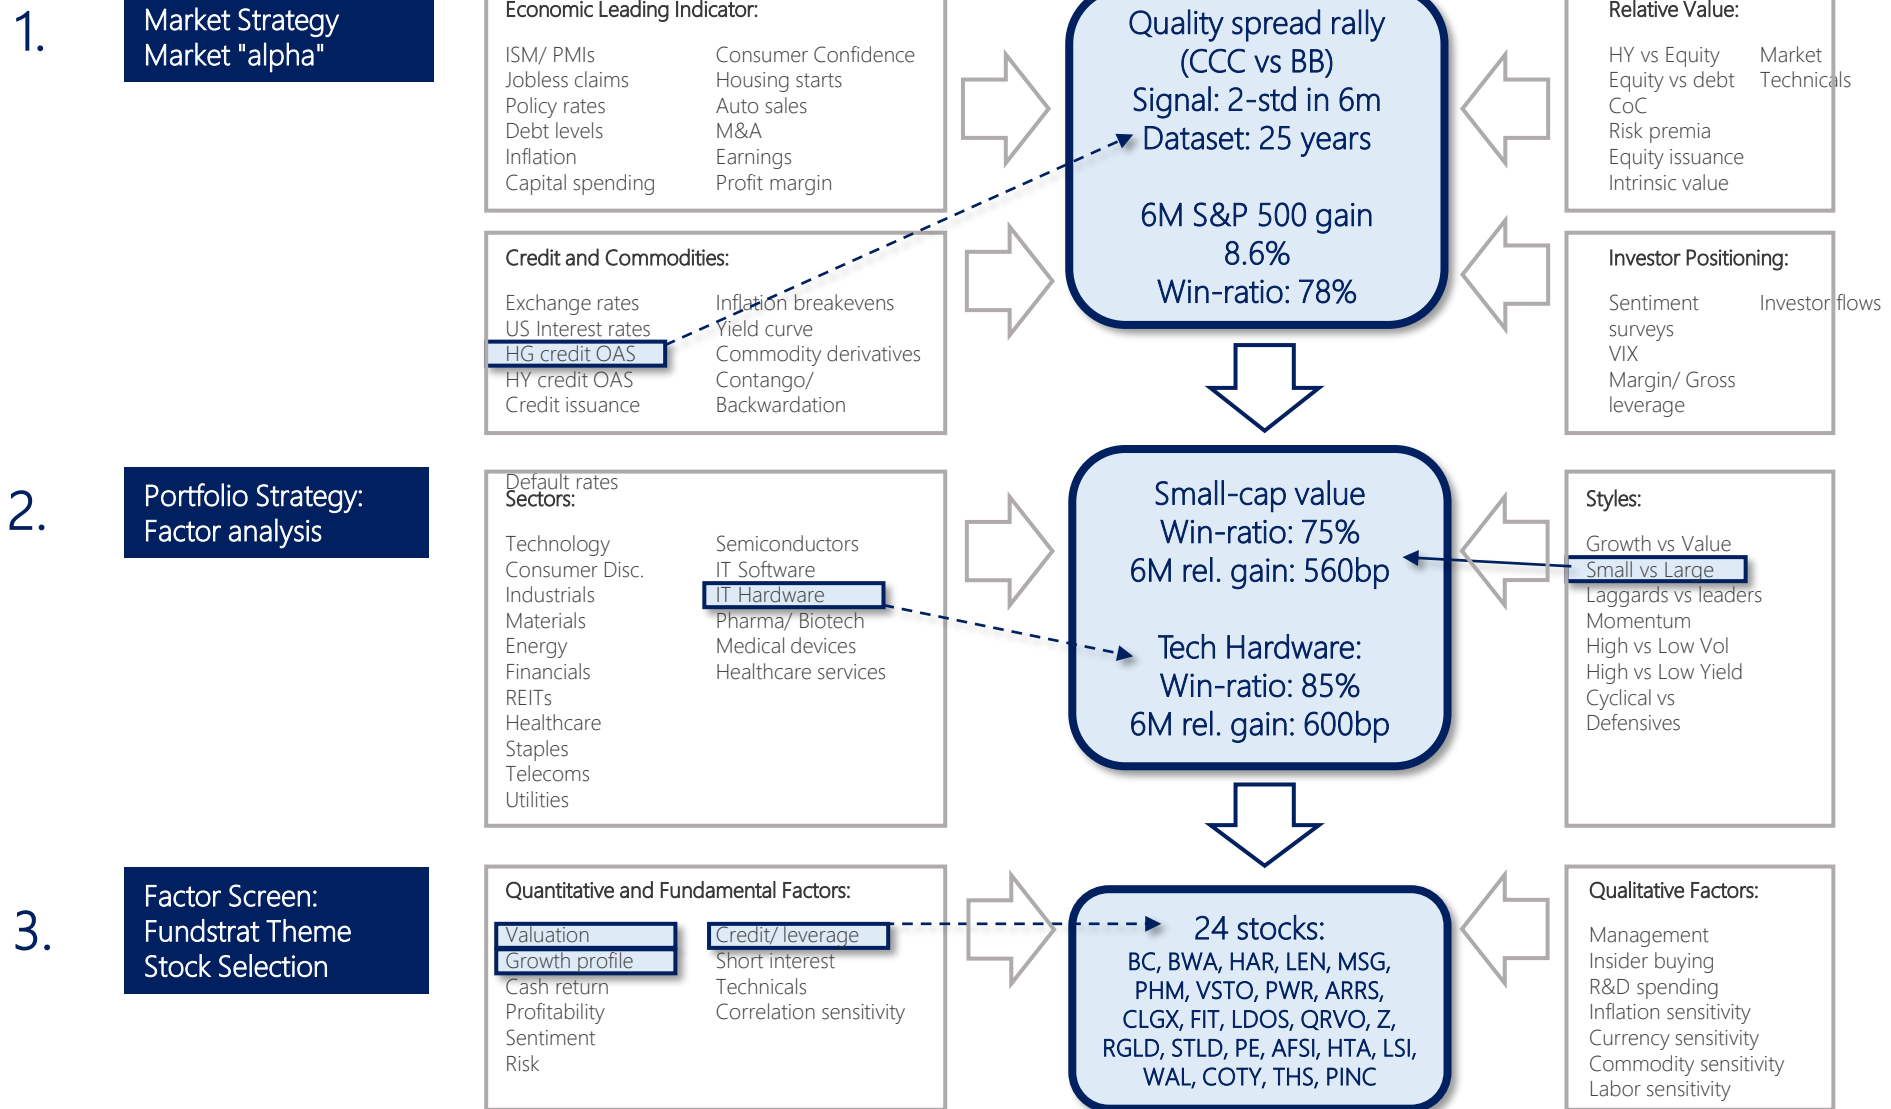 1.
Market Strategy
Market "alpha"
Economic Leading Indicator:
ISM/ PMIs
Jobless claims
Policy rates
Debt levels
Inflation
Capital spending
Consumer Confidence
Housing starts
Auto sales
M&A
Earnings
Profit margin
Credit and Commodities:
Exchange rates
US Interest rates
HG credit OAS
HY credit OAS
Credit issuance
Inflation breakevens
Yield curve
Commodity derivatives
Contango/
Backwardation
Quality spread rally
(CCC vs BB)
Signal: 2-std in 6m
Dataset: 25 years
6M S&P 500 gain
8.6%
Win-ratio: 78%
Relative Value:
HY vs Equity
Equity vs debt
CoC
Risk premia
Equity issuance
Intrinsic value
Market
Technicals
Investor Positioning:
Sentiment
surveys
VIX
Margin/ Gross
leverage
Investor flows
2.
Portfolio Strategy:
Factor analysis
Default rates
Sectors:
Technology
Consumer Disc.
Industrials
Materials
Energy
Financials
REITs
Healthcare
Staples
Telecoms
Utilities
Semiconductors
IT Software
IT Hardware
Pharma/ Biotech
Medical devices
Healthcare services
Small-cap value
Win-ratio: 75%
6M rel. gain: 560bp
Tech Hardware:
Win-ratio: 85%
6M rel. gain: 600bp
Styles:
Growth vs Value
Small vs Large
Laggards vs leaders
Momentum
High vs Low Vol
High vs Low Yield
Cyclical vs
Defensives
3.
Factor Screen:
Fundstrat Theme
Stock Selection
Quantitative and Fundamental Factors:
Valuation
Growth profile
Cash return
Profitability
Sentiment
Risk
Credit/ leverage
Short interest
Technicals
Correlation sensitivity
24 stocks:
BC, BWA, HAR, LEN, MSG,
PHM, VSTO, PWR, ARRS,
CLGX, FIT, LDOS, QRVO, Z,
RGLD, STLD, PE, AFSI, HTA, LSI,
WAL, COTY, THS, PINC
Qualitative Factors:
Management
Insider buying
R&D spending
Inflation sensitivity
Currency sensitivity
Commodity sensitivity
Labor sensitivity